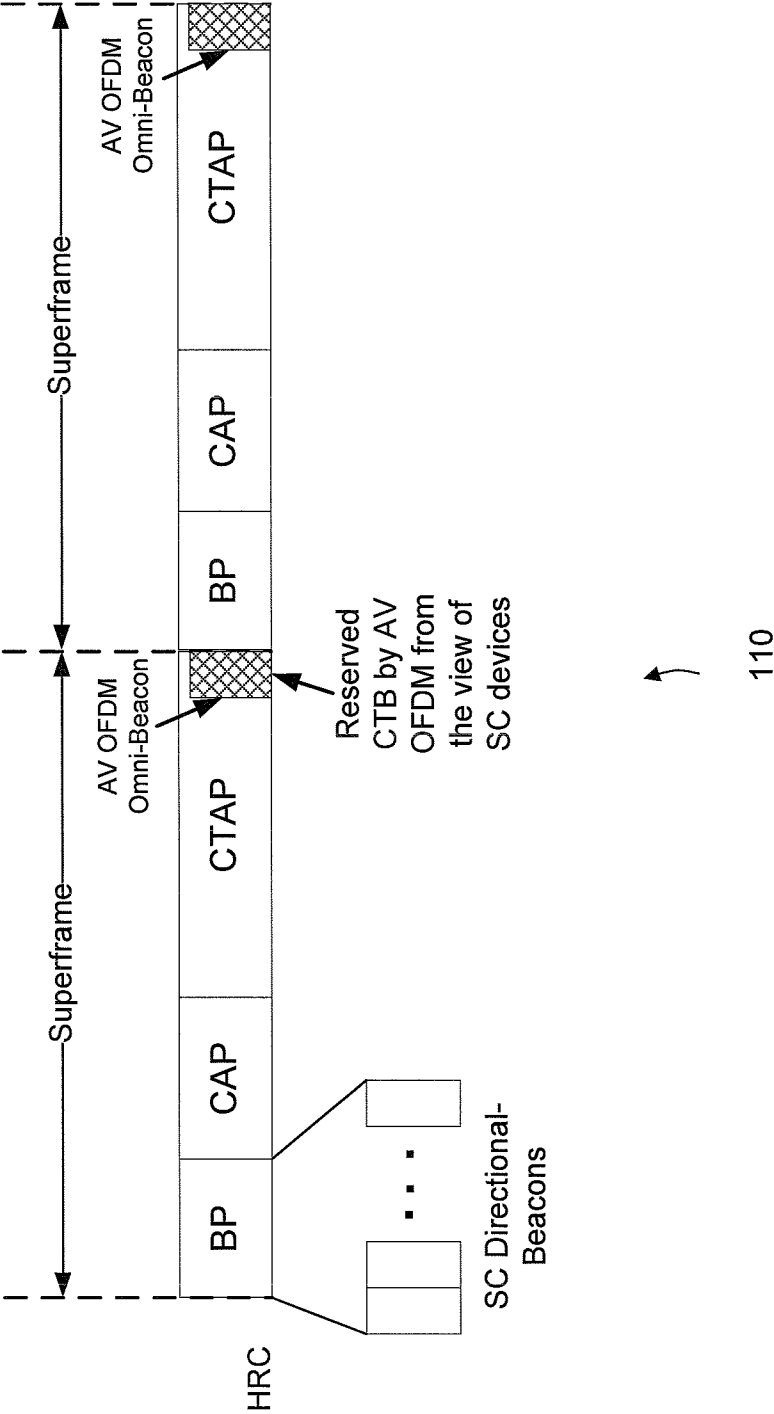 Superframe
Superframe
AV OFDM
Omni-Beacon
AV OFDM
Omni-Beacon
HRC
BP
CAP
CTAP
BP
CAP
CTAP
SC Directional-
Beacons
Reserved
CTB by AV
OFDM from
the view of
SC devices
110